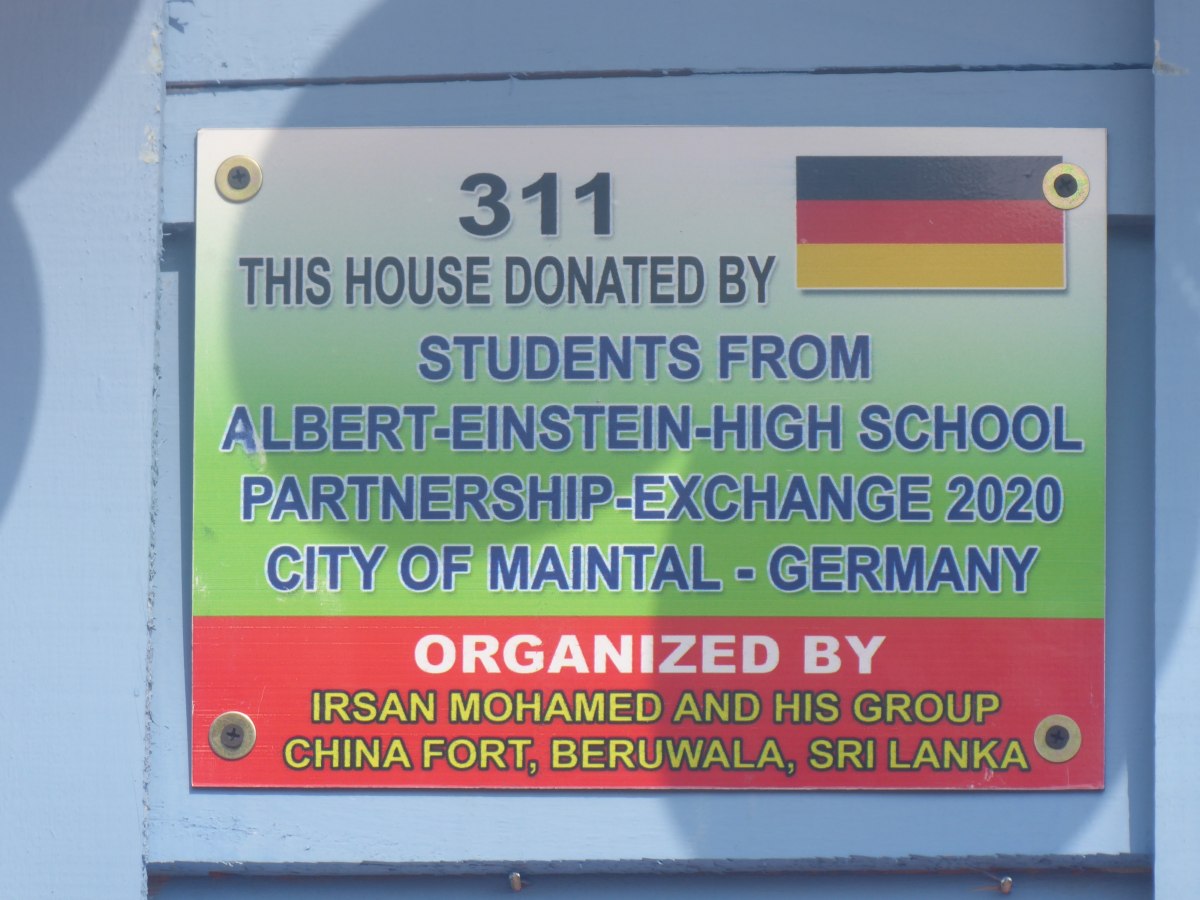 311
THIS HOUSE DONATED BY
STUDENTS FROM
ALBERT-EINSTEIN-HIGH SCHOOL
PARTNERSHIP-EXCHANGE 2020
CITY OF MAINTAL - GERMANY
ORGANIZED BY
IRSAN MOHAMED AND HIS GROUP
CHINA FORT, BERUWALA, SRI LANKA